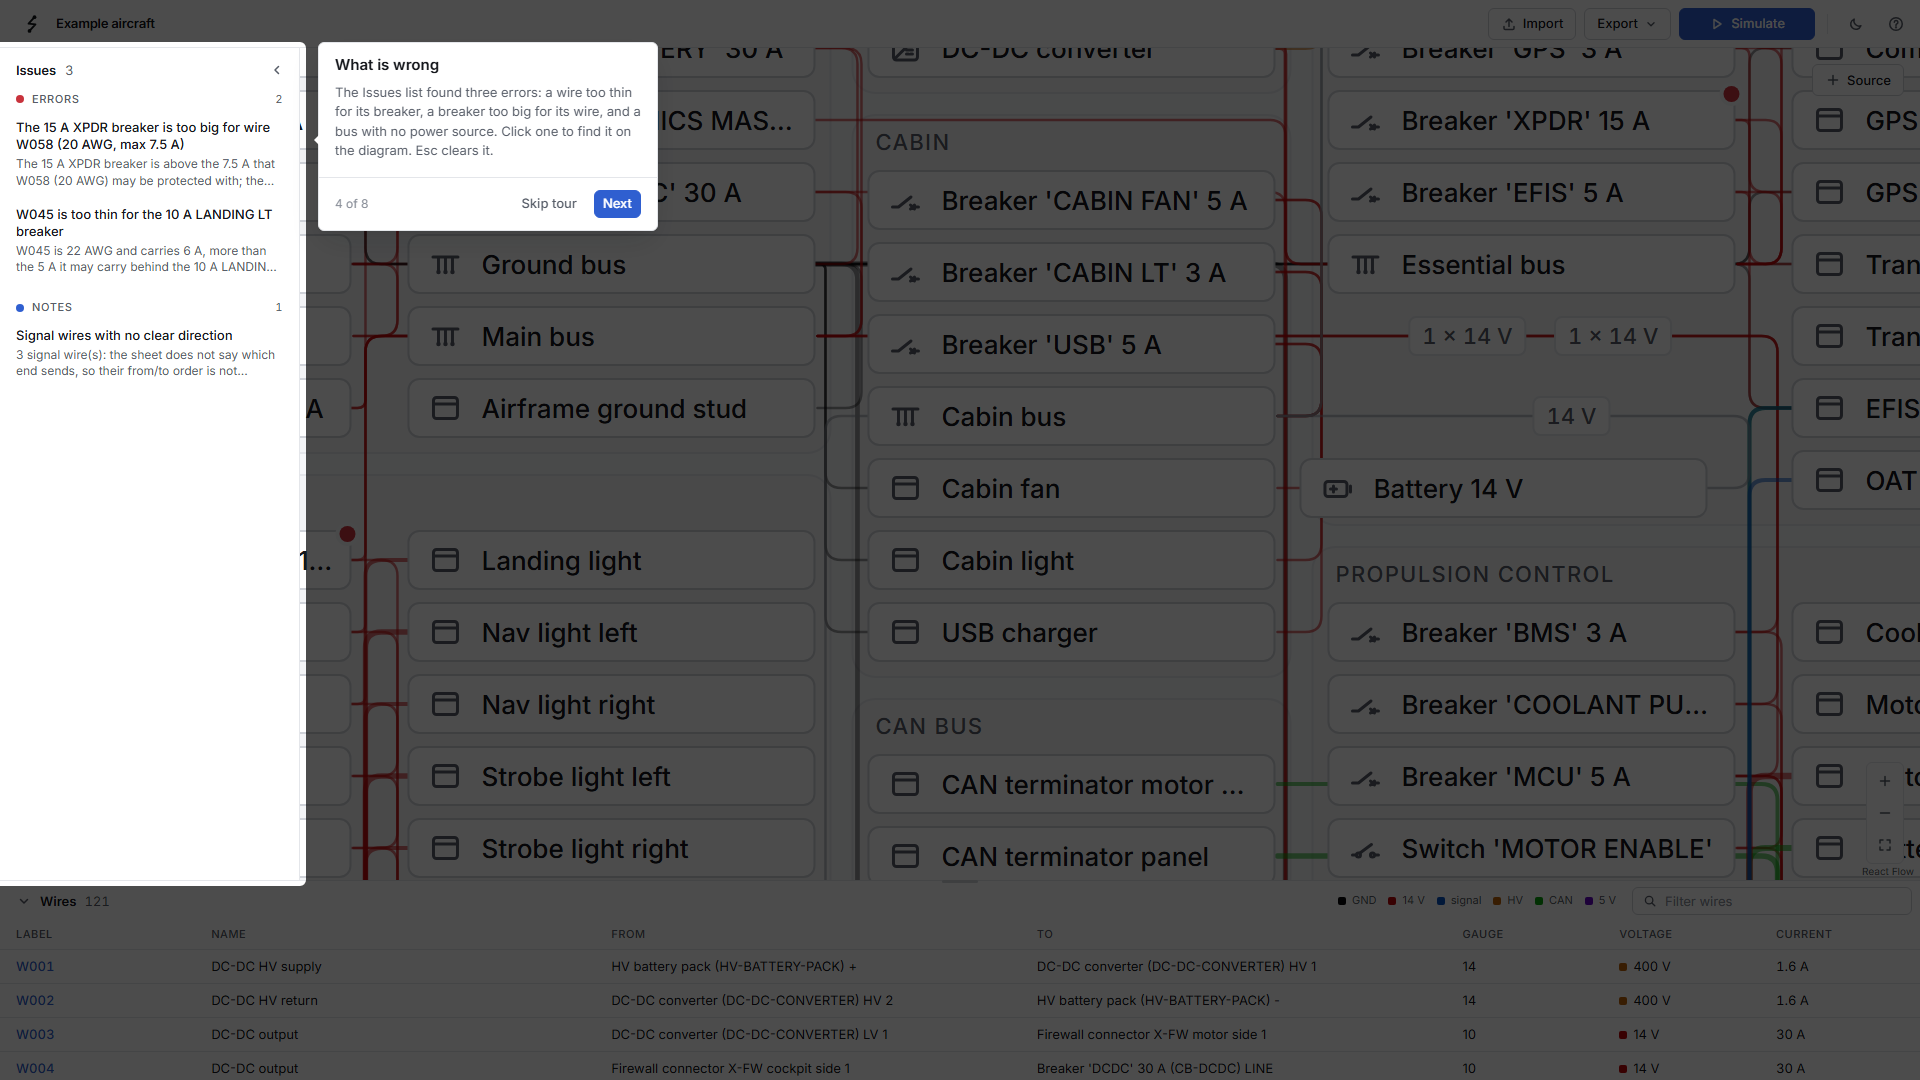 Example aircraft
Import
Export
Simulate
Issues 3
ERRORS 2
The 15 A XPDR breaker is too big for wire
W058 (20 AWG, max 7.5 A)
The 15 A XPDR breaker is above the 7.5 A that
W058 (20 AWG) may be protected with; the...
W045 is too thin for the 10 A LANDING LT
breaker
W045 is 22 AWG and carries 6 A, more than
the 5 A it may carry behind the 10 A LANDIN...
NOTES 1
Signal wires with no clear direction
3 signal wire(s): the sheet does not say which
end sends, so their from/to order is not...
What is wrong
The Issues list found three errors: a wire too thin
for its breaker, a breaker too big for its wire, and a
bus with no power source. Click one to find it on
the diagram. Esc clears it.
4 of 8
Skip tour
Next
ERY' 30 A
ICS MAS...
C' 30 A
Ground bus
Main bus
Airframe ground stud
A
1...
Landing light
Nav light left
Nav light right
Strobe light left
Strobe light right
DC-DC converter
CABIN
Breaker 'CABIN FAN' 5 A
Breaker 'CABIN LT' 3 A
Breaker 'USB' 5 A
Cabin bus
Cabin fan
Cabin light
USB charger
CAN BUS
CAN terminator motor ...
CAN terminator panel
Breaker 'GPS' 3 A
Breaker 'XPDR' 15 A
Breaker 'EFIS' 5 A
Essential bus
1 × 14 V
1 × 14 V
14 V
Battery 14 V
PROPULSION CONTROL
Breaker 'BMS' 3 A
Breaker 'COOLANT PU...
Breaker 'MCU' 5 A
Switch 'MOTOR ENABLE'
Source
GPS
GPS
Tran
Tran
EFIS
OAT
Cool
Moto
React Flow
Wires 121
GND
14 V
signal
HV
CAN
5 V
Filter wires
LABEL NAME FROM TO GAUGE VOLTAGE CURRENT
W001 DC-DC HV supply HV battery pack (HV-BATTERY-PACK) + DC-DC converter (DC-DC-CONVERTER) HV 1 14 400 V 1.6 A
W002 DC-DC HV return DC-DC converter (DC-DC-CONVERTER) HV 2 HV battery pack (HV-BATTERY-PACK) - 14 400 V 1.6 A
W003 DC-DC output DC-DC converter (DC-DC-CONVERTER) LV 1 Firewall connector X-FW motor side 1 10 14 V 30 A
W004 DC-DC output Firewall connector X-FW cockpit side 1 Breaker 'DCDC' 30 A (CB-DCDC) LINE 10 14 V 30 A